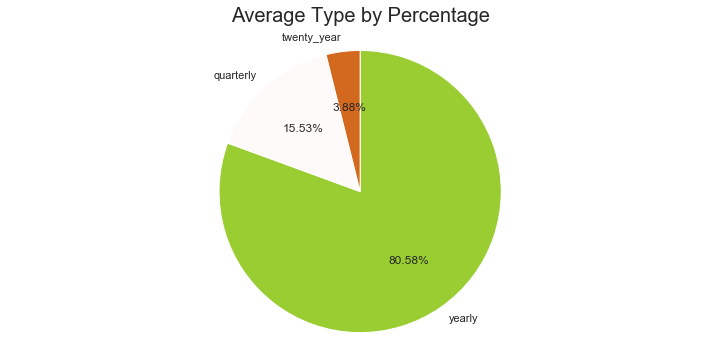 Average Type by Percentage
twenty_year
quarterly
3.88%
15.53%
80.58%
yearly